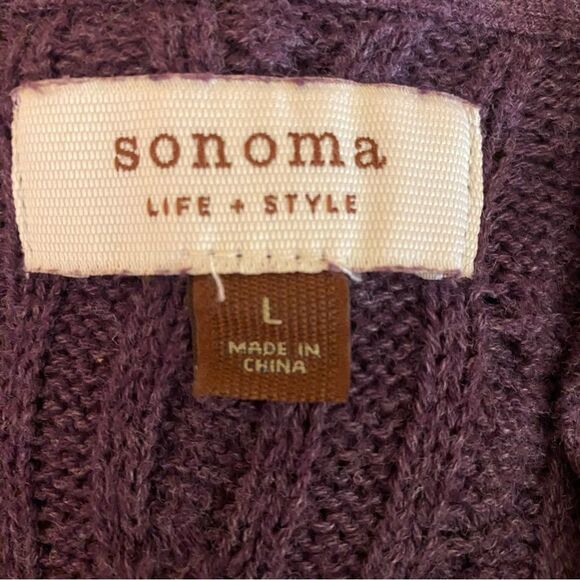 sonoma
LIFE + STYLE
L
MADE IN
CHINA